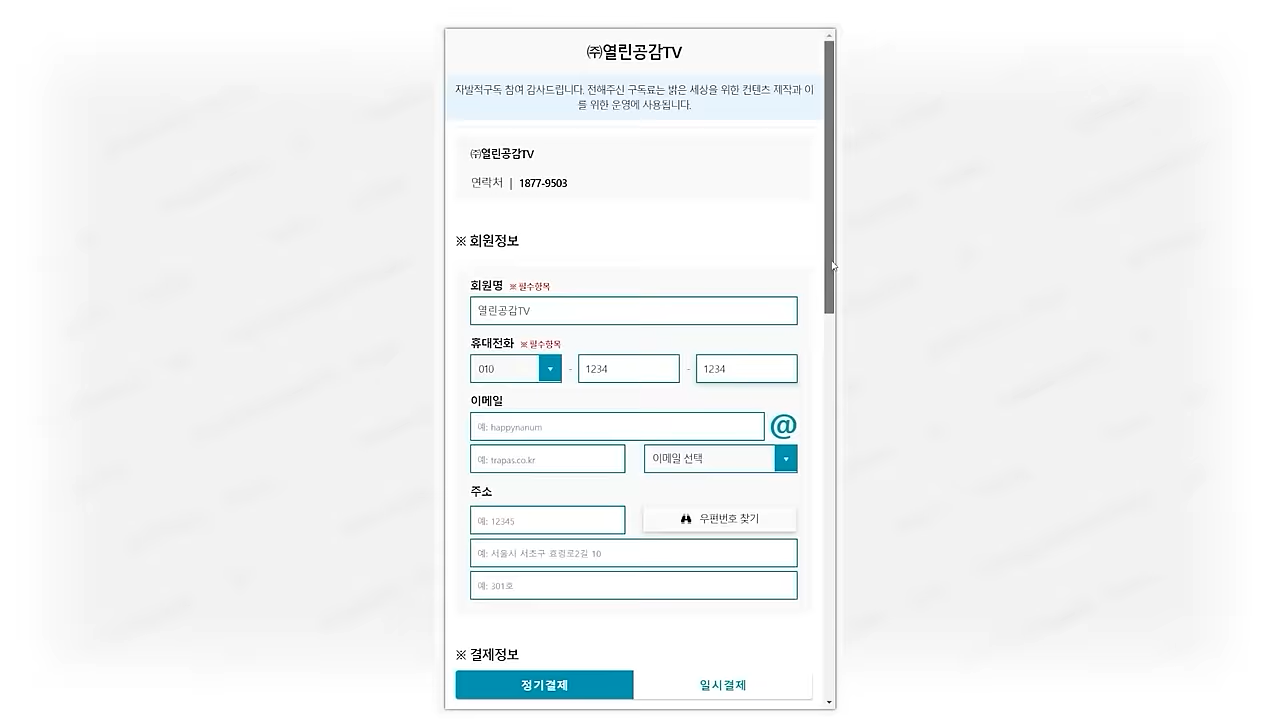 ㈜열린공감TV
자발적구독 참여 감사드립니다. 전해주신 구독료는 밝은 세상을 위한 컨텐츠 제작과 이
를 위한 운영에 사용됩니다.
㈜열린공감TV
연락처 | 1877-9503
※ 회원정보
회원명 ※ 필수항목
열린공감TV
휴대전화 ※ 필수항목
010 - 1234 - 1234
이메일
예: happynanum @
예: trapas.co.kr 이메일 선택
주소
예: 12345 우편번호 찾기
예: 서울시 서초구 효령로2길 10
예: 301호
※ 결제정보
정기결제 일시결제